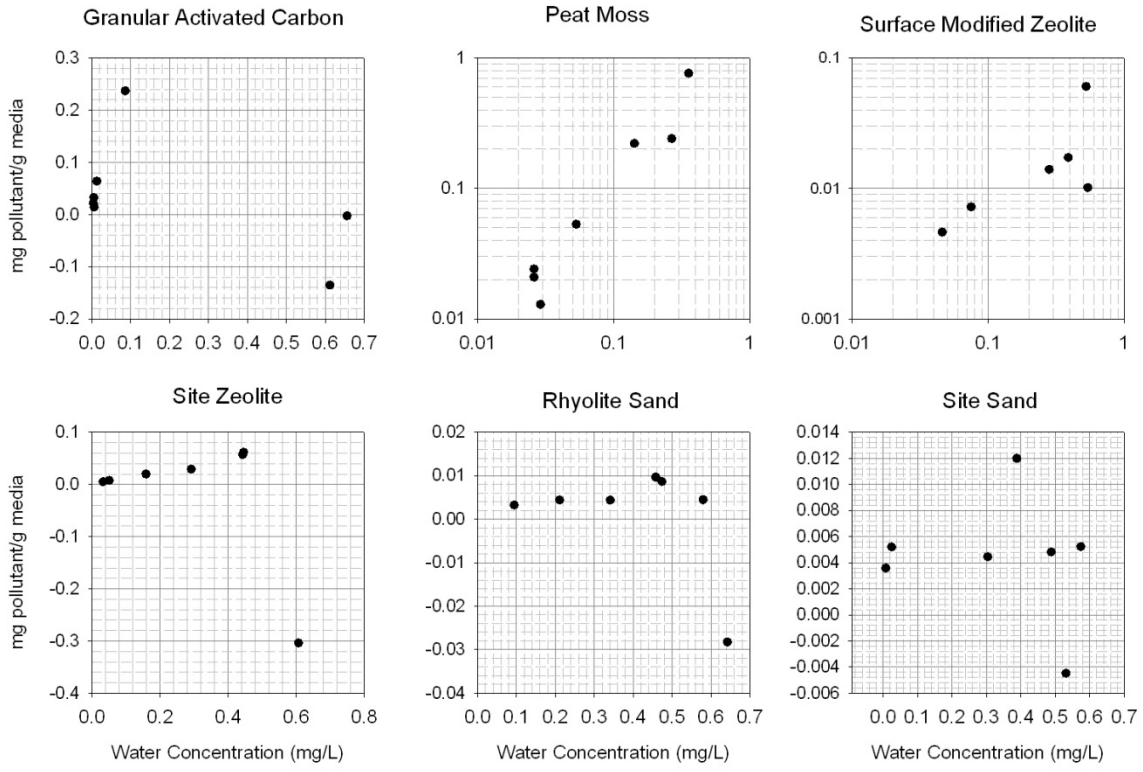 Granular Activated Carbon
Peat Moss
Surface Modified Zeolite
mg pollutant/g media
0.3
0.2
0.1
0.0
-0.1
-0.2
0.0 0.1 0.2 0.3 0.4 0.5 0.6 0.7
1
0.1
0.01
0.01 0.1 1
0.1
0.01
0.001
0.01 0.1 1
Site Zeolite
Rhyolite Sand
Site Sand
mg pollutant/g media
0.1
0.0
-0.1
-0.2
-0.3
-0.4
0.0 0.2 0.4 0.6 0.8
Water Concentration (mg/L)
0.02
0.01
0.00
-0.01
-0.02
-0.03
-0.04
0.0 0.1 0.2 0.3 0.4 0.5 0.6 0.7
Water Concentration (mg/L)
0.014
0.012
0.010
0.008
0.006
0.004
0.002
0.000
-0.002
-0.004
-0.006
0.0 0.1 0.2 0.3 0.4 0.5 0.6 0.7
Water Concentration (mg/L)